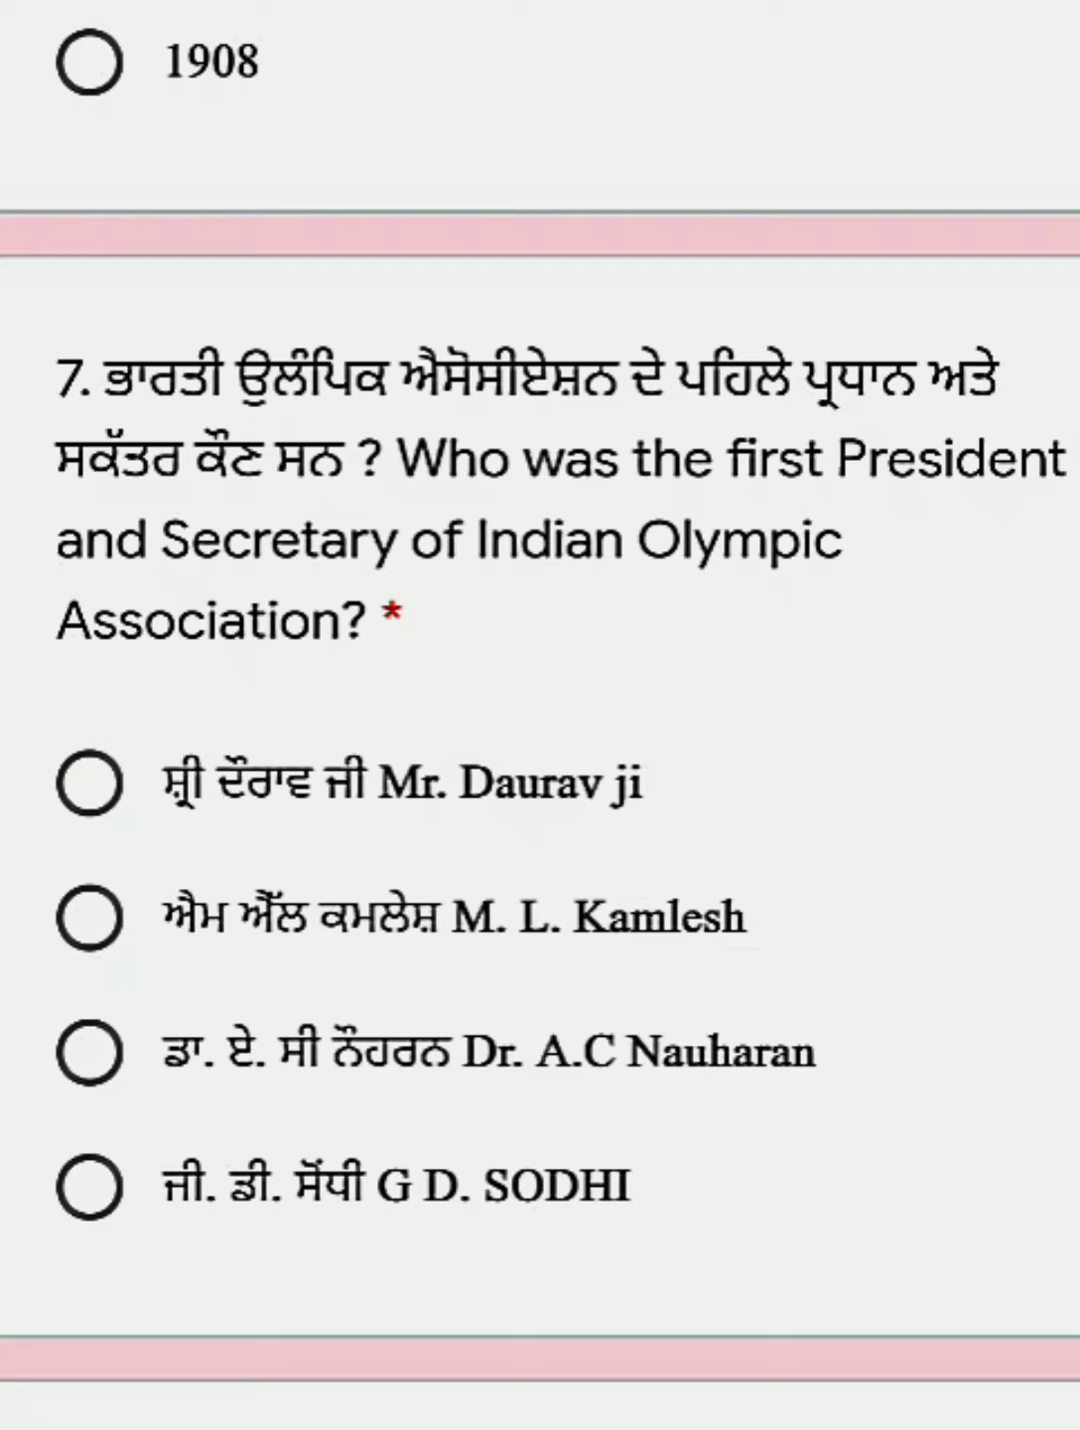 1908
7. ਭਾਰਤੀ ਉਲੰਪਿਕ ਐਸੋਸੀਏਸ਼ਨ ਦੇ ਪਹਿਲੇ ਪ੍ਰਧਾਨ ਅਤੇ
ਸਕੱਤਰ ਕੌਣ ਸਨ ? Who was the first President
and Secretary of Indian Olympic
Association? *
ਸ਼੍ਰੀ ਦੌਰਾਵ ਜੀ Mr. Daurav ji
ਐਮ ਐੱਲ ਕਮਲੇਸ਼ M. L. Kamlesh
ਡਾ. ਏ. ਸੀ ਨੌਹਰਨ Dr. A.C Nauharan
ਜੀ. ਡੀ. ਸੋਂਧੀ G D. SODHI